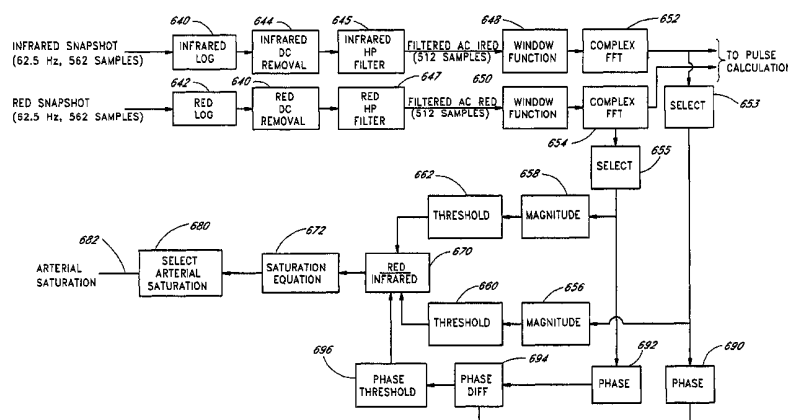 640
644
645
648
652
INFRARED SNAPSHOT
(62.5 Hz, 562 SAMPLES)
INFRARED
LOG
INFRARED
DC
REMOVAL
INFRARED
HP
FILTER
FILTERED AC IRED
(512 SAMPLES)
WINDOW
FUNCTION
COMPLEX
FFT
TO PULSE
CALCULATION
642
640
647
650
RED SNAPSHOT
(62.5 Hz, 562 SAMPLES)
RED
LOG
RED
DC
REMOVAL
RED
HP
FILTER
FILTERED AC RED
(512 SAMPLES)
WINDOW
FUNCTION
COMPLEX
FFT
SELECT
653
654
655
SELECT
662
658
THRESHOLD
MAGNITUDE
680
672
670
682
ARTERIAL
SATURATION
SELECT
ARTERIAL
SATURATION
SATURATION
EQUATION
RED
INFRARED
660
656
THRESHOLD
MAGNITUDE
696
694
692
690
PHASE
THRESHOLD
PHASE
DIFF
PHASE
PHASE